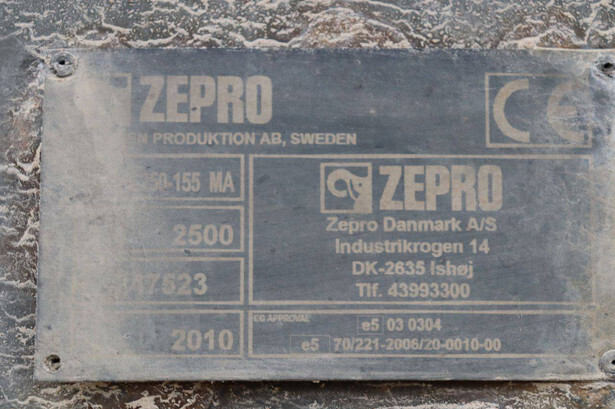 ZEPRO
CE
EN PRODUKTION AB, SWEDEN
50-155 MA
2500
17523
2010
ZEPRO
Zepro Danmark A/S
Industrikrogen 14
DK-2635 Ishøj
Tlf. 43993300
EG APPROVAL
e5 03 0304
e5 70/221-2006/20-0010-00